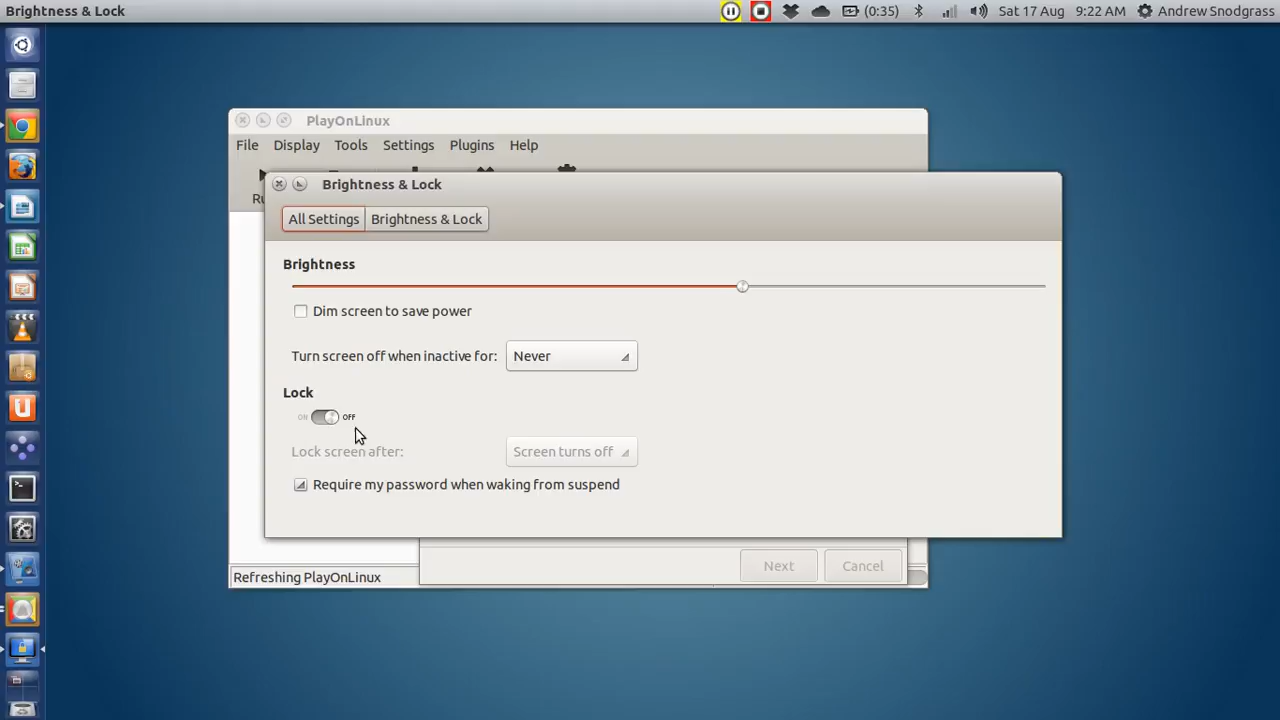 Brightness & Lock
(0:35) Sat 17 Aug 9:22 AM Andrew Snodgrass
PlayOnLinux
File Display Tools Settings Plugins Help
Brightness & Lock
All Settings Brightness & Lock
Brightness
Dim screen to save power
Turn screen off when inactive for: Never
Lock
ON OFF
Lock screen after: Screen turns off
Require my password when waking from suspend
Next Cancel
Refreshing PlayOnLinux